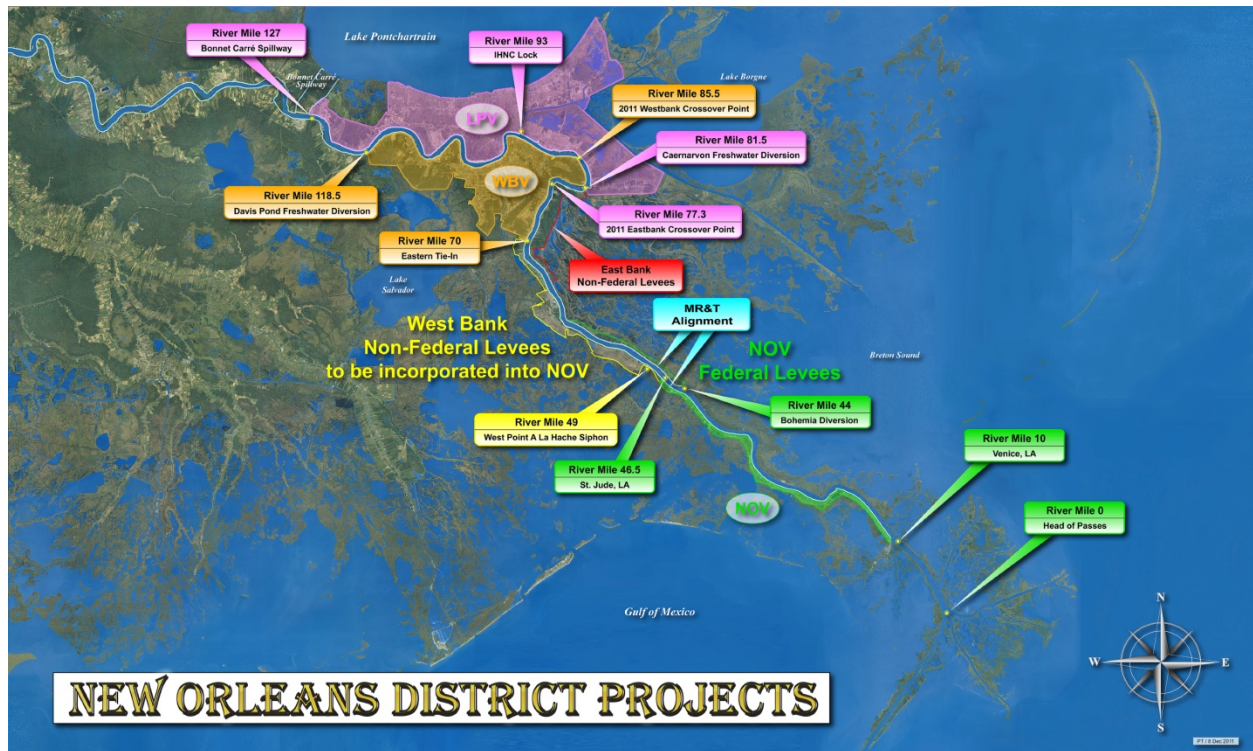 Lake Pontchartrain
River Mile 127
Bonnet Carré Spillway
Bonnet Carré
Spillway
River Mile 93
IHNC Lock
Lake Borgne
River Mile 85.5
2011 Westbank Crossover Point
LPV
River Mile 81.5
Caernarvon Freshwater Diversion
WBV
River Mile 118.5
Davis Pond Freshwater Diversion
River Mile 77.3
2011 Eastbank Crossover Point
River Mile 70
Eastern Tie-In
East Bank
Non-Federal Levees
Lake
Salvador
MR&T
Alignment
West Bank
Non-Federal Levees
to be incorporated into NOV
NOV
Federal Levees
Breton Sound
River Mile 49
West Point A La Hache Siphon
River Mile 44
Bohemia Diversion
River Mile 46.5
St. Jude, LA
River Mile 10
Venice, LA
NOV
River Mile 0
Head of Passes
Gulf of Mexico
N
W
E
S
NEW ORLEANS DISTRICT PROJECTS
PT / 8 Dec 2011